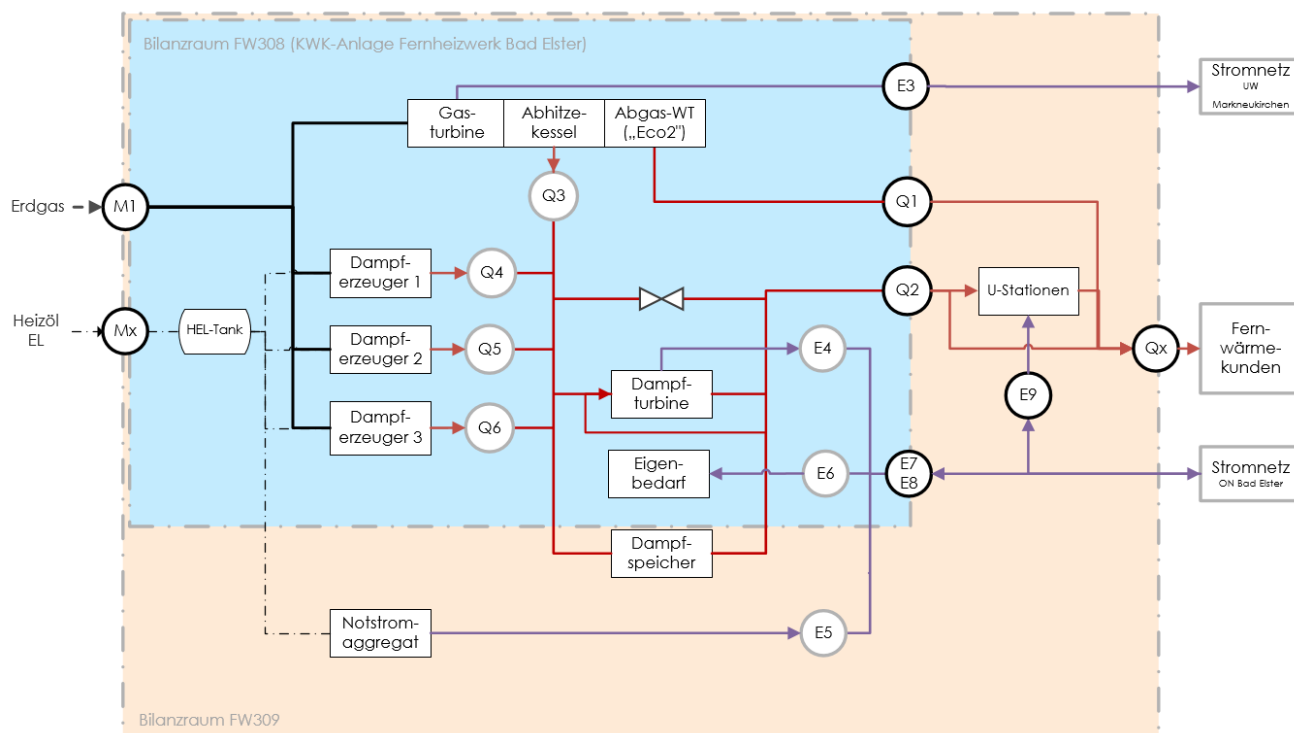 Bilanzraum FW308 (KWK-Anlage Fernheizwerk Bad Elster)
E3
Stromnetz
UW
Markneukirchen
Gas-
turbine
Abhitze-
kessel
Abgas-WT
(„Eco2")
Erdgas
M1
Q3
Q1
Dampf-
erzeuger 1
Q4
Q2
U-Stationen
Heizöl
EL
Mx
HEL-Tank
Dampf-
erzeuger 2
Q5
E4
Qx
Fern-
wärme-
kunden
Dampf-
turbine
E9
Dampf-
erzeuger 3
Q6
Eigen-
bedarf
E6
E7
E8
Stromnetz
ON Bad Elster
Dampf-
speicher
Notstrom-
aggregat
E5
Bilanzraum FW309